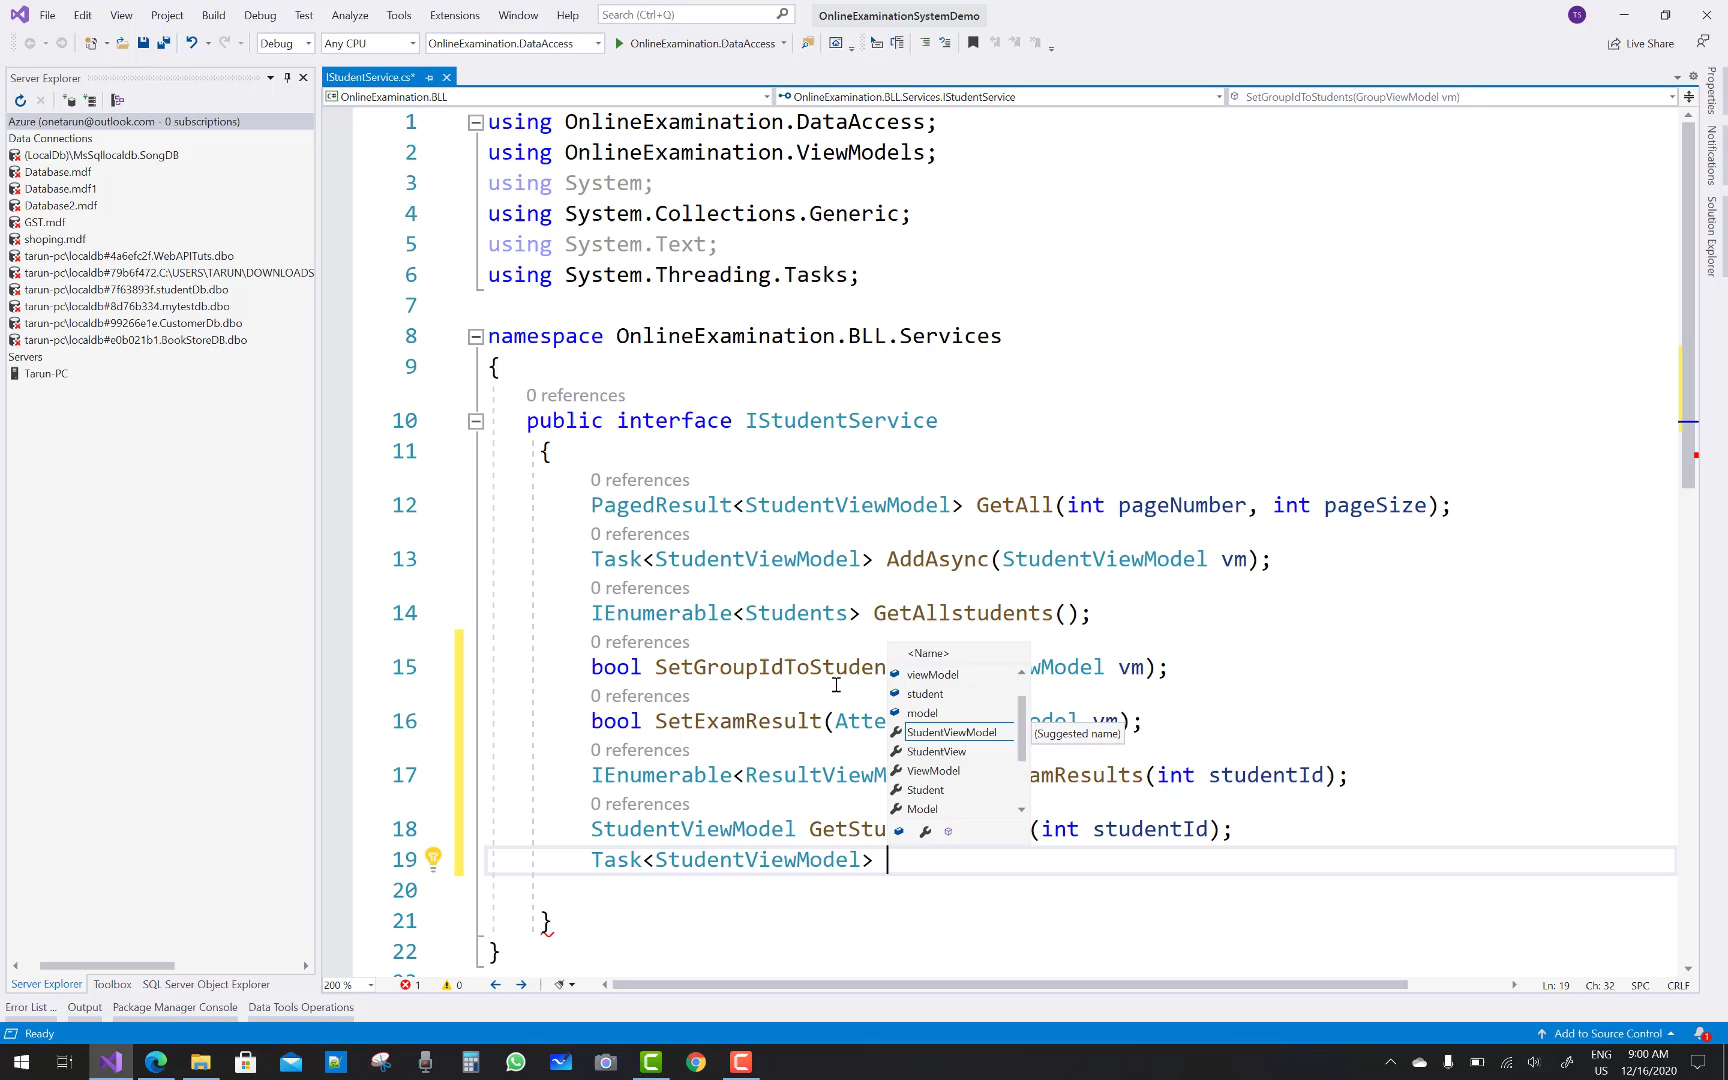 File Edit View Project Build Debug Test Analyze Tools Extensions Window Help Search (Ctrl+Q) OnlineExaminationSystemDemo TS
Debug Any CPU OnlineExamination.DataAccess OnlineExamination.DataAccess Live Share
Server Explorer
Azure (onetarun@outlook.com - 0 subscriptions)
Data Connections
(LocalDb)\MsSqllocaldb.SongDB
Database.mdf
Database.mdf1
Database2.mdf
GST.mdf
shoping.mdf
tarun-pc\localdb#4a6efc2f.WebAPITuts.dbo
tarun-pc\localdb#79b6f472.C:\USERS\TARUN\DOWNLOADS
tarun-pc\localdb#7f63893f.studentDb.dbo
tarun-pc\localdb#8d76b334.mytestdb.dbo
tarun-pc\localdb#99266e1e.CustomerDb.dbo
tarun-pc\localdb#e0b021b1.BookStoreDB.dbo
Servers
Tarun-PC
Server Explorer Toolbox SQL Server Object Explorer
IStudentService.cs*
OnlineExamination.BLL OnlineExamination.BLL.Services.IStudentService SetGroupIdToStudents(GroupViewModel vm)
1 using OnlineExamination.DataAccess;
2 using OnlineExamination.ViewModels;
3 using System;
4 using System.Collections.Generic;
5 using System.Text;
6 using System.Threading.Tasks;
7
8 namespace OnlineExamination.BLL.Services
9 {
0 references
10 public interface IStudentService
11 {
0 references
12 PagedResult<StudentViewModel> GetAll(int pageNumber, int pageSize);
0 references
13 Task<StudentViewModel> AddAsync(StudentViewModel vm);
0 references
14 IEnumerable<Students> GetAllstudents();
0 references
15 bool SetGroupIdToStuden wModel vm);
0 references
16 bool SetExamResult(Atte odel vm);
0 references
17 IEnumerable<ResultViewM amResults(int studentId);
0 references
18 StudentViewModel GetStu (int studentId);
19 Task<StudentViewModel>
20
21 }
22 }
<Name>
viewModel
student
model
StudentViewModel
StudentView
ViewModel
Student
Model
(Suggested name)
200 % 1 0 Ln: 19 Ch: 32 SPC CRLF
Properties
Notifications
Solution Explorer
Error List ... Output Package Manager Console Data Tools Operations
Ready Add to Source Control
ENG
US
9:00 AM
12/16/2020